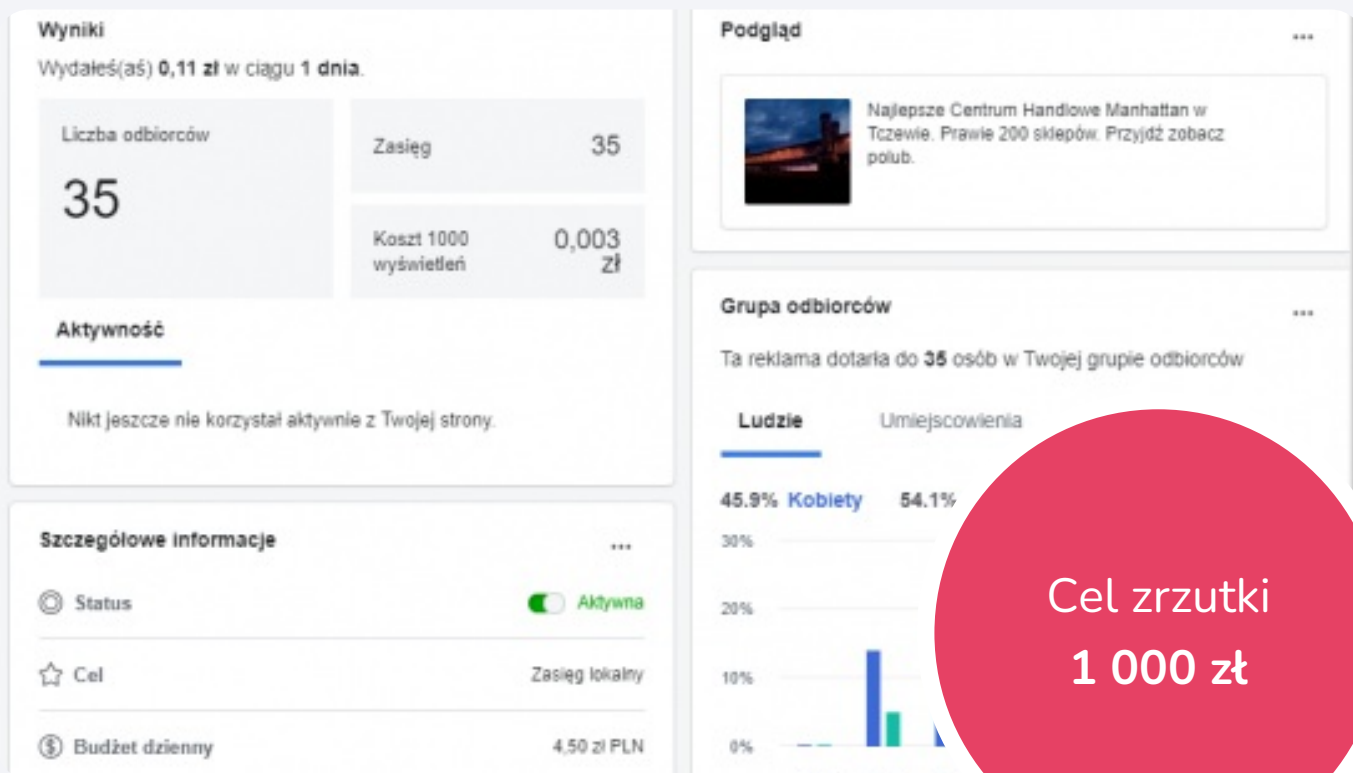 Wyniki
Wydałeś(aś) 0,11 zł w ciągu 1 dnia.
Liczba odbiorców
35
Zasięg 35
Koszt 1000 0,003
wyświetleń zł
Aktywność
Nikt jeszcze nie korzystał aktywnie z Twojej strony.
Szczegółowe informacje
Status Aktywna
Cel Zasięg lokalny
Budżet dzienny 4,50 zł PLN
Podgląd
Najlepsze Centrum Handlowe Manhattan w
Tczewie. Prawie 200 sklepów. Przyjdź zobacz
polub.
Grupa odbiorców
Ta reklama dotarła do 35 osób w Twojej grupie odbiorców
Ludzie Umiejscowienia
45.9% Kobiety 54.1%
30%
20%
10%
0%
Cel zrzutki
1 000 zł